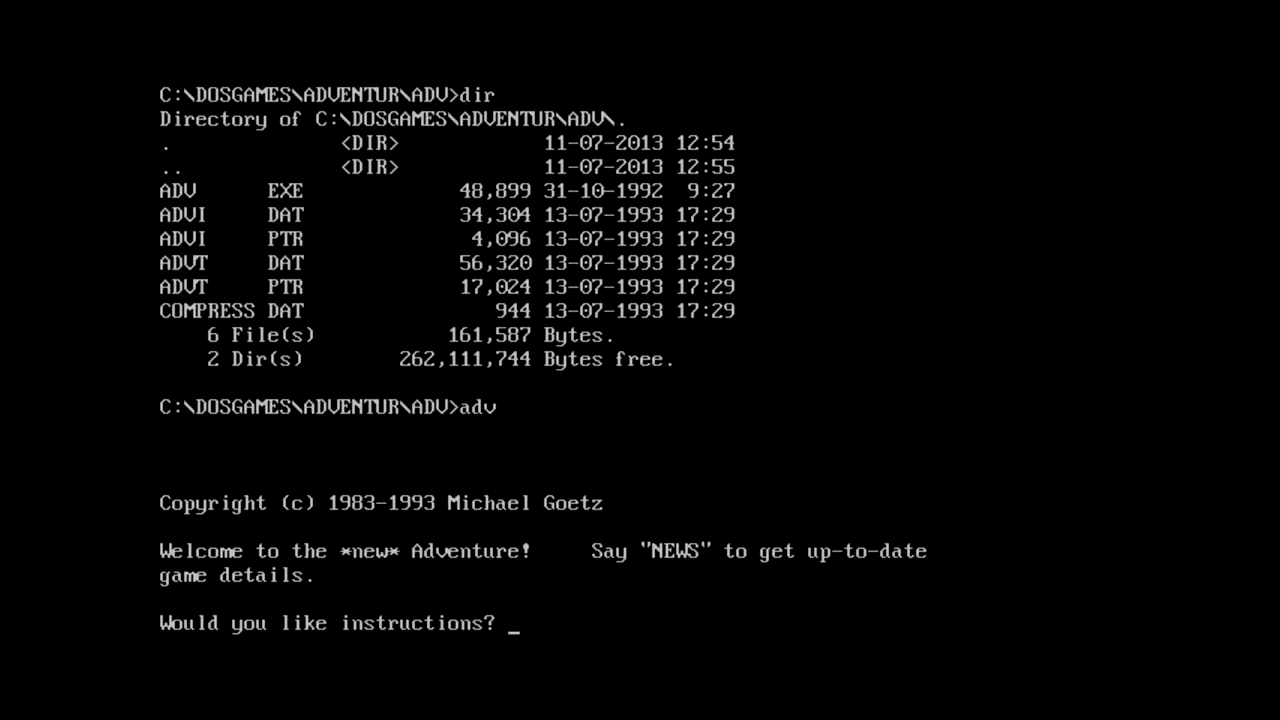 C:\DOSGAMES\ADVENTUR\ADV>dir
Directory of C:\DOSGAMES\ADVENTUR\ADV\.
.              <DIR>            11-07-2013 12:54
..             <DIR>            11-07-2013 12:55
ADV      EXE             48,899 31-10-1992  9:27
ADVI     DAT             34,304 13-07-1993 17:29
ADVI     PTR              4,096 13-07-1993 17:29
ADVT     DAT             56,320 13-07-1993 17:29
ADVT     PTR             17,024 13-07-1993 17:29
COMPRESS DAT                944 13-07-1993 17:29
    6 File(s)           161,587 Bytes.
    2 Dir(s)        262,111,744 Bytes free.
C:\DOSGAMES\ADVENTUR\ADV>adv
Copyright (c) 1983-1993 Michael Goetz
Welcome to the *new* Adventure!     Say "NEWS" to get up-to-date
game details.
Would you like instructions? _